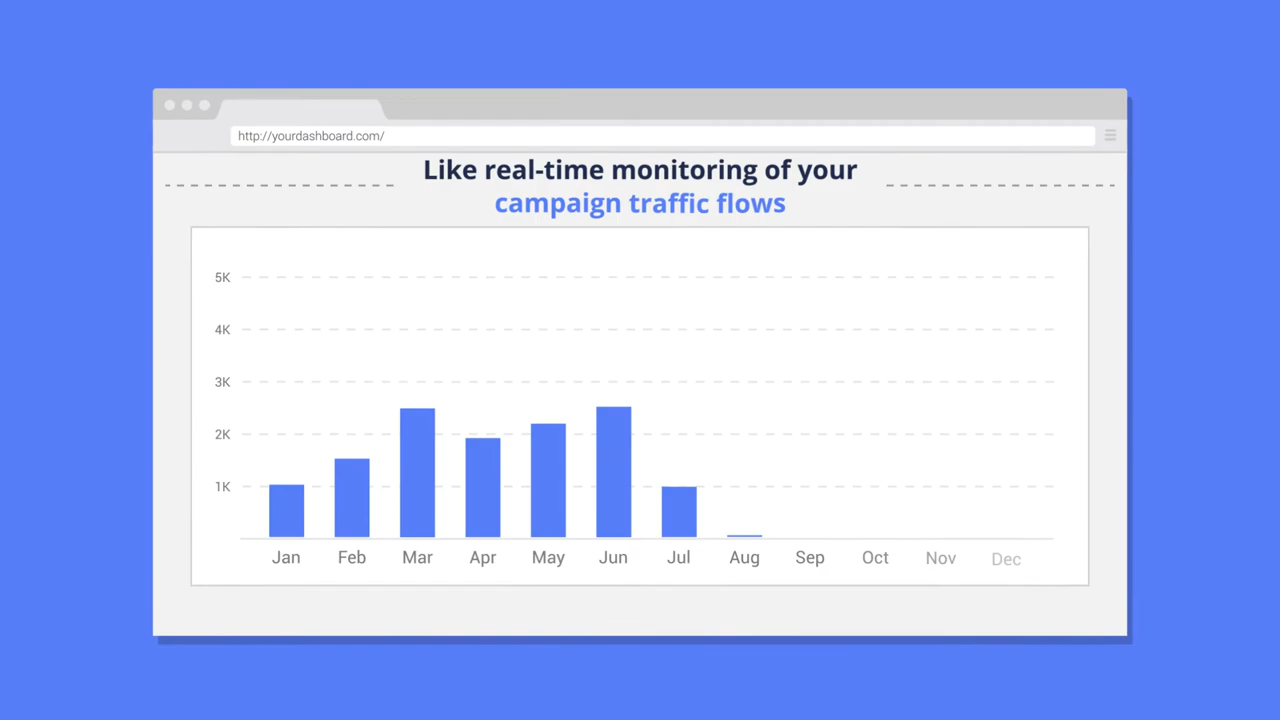 http://yourdashboard.com/
Like real-time monitoring of your
campaign traffic flows
5K
4K
3K
2K
1K
Jan Feb Mar Apr May Jun Jul Aug Sep Oct Nov Dec